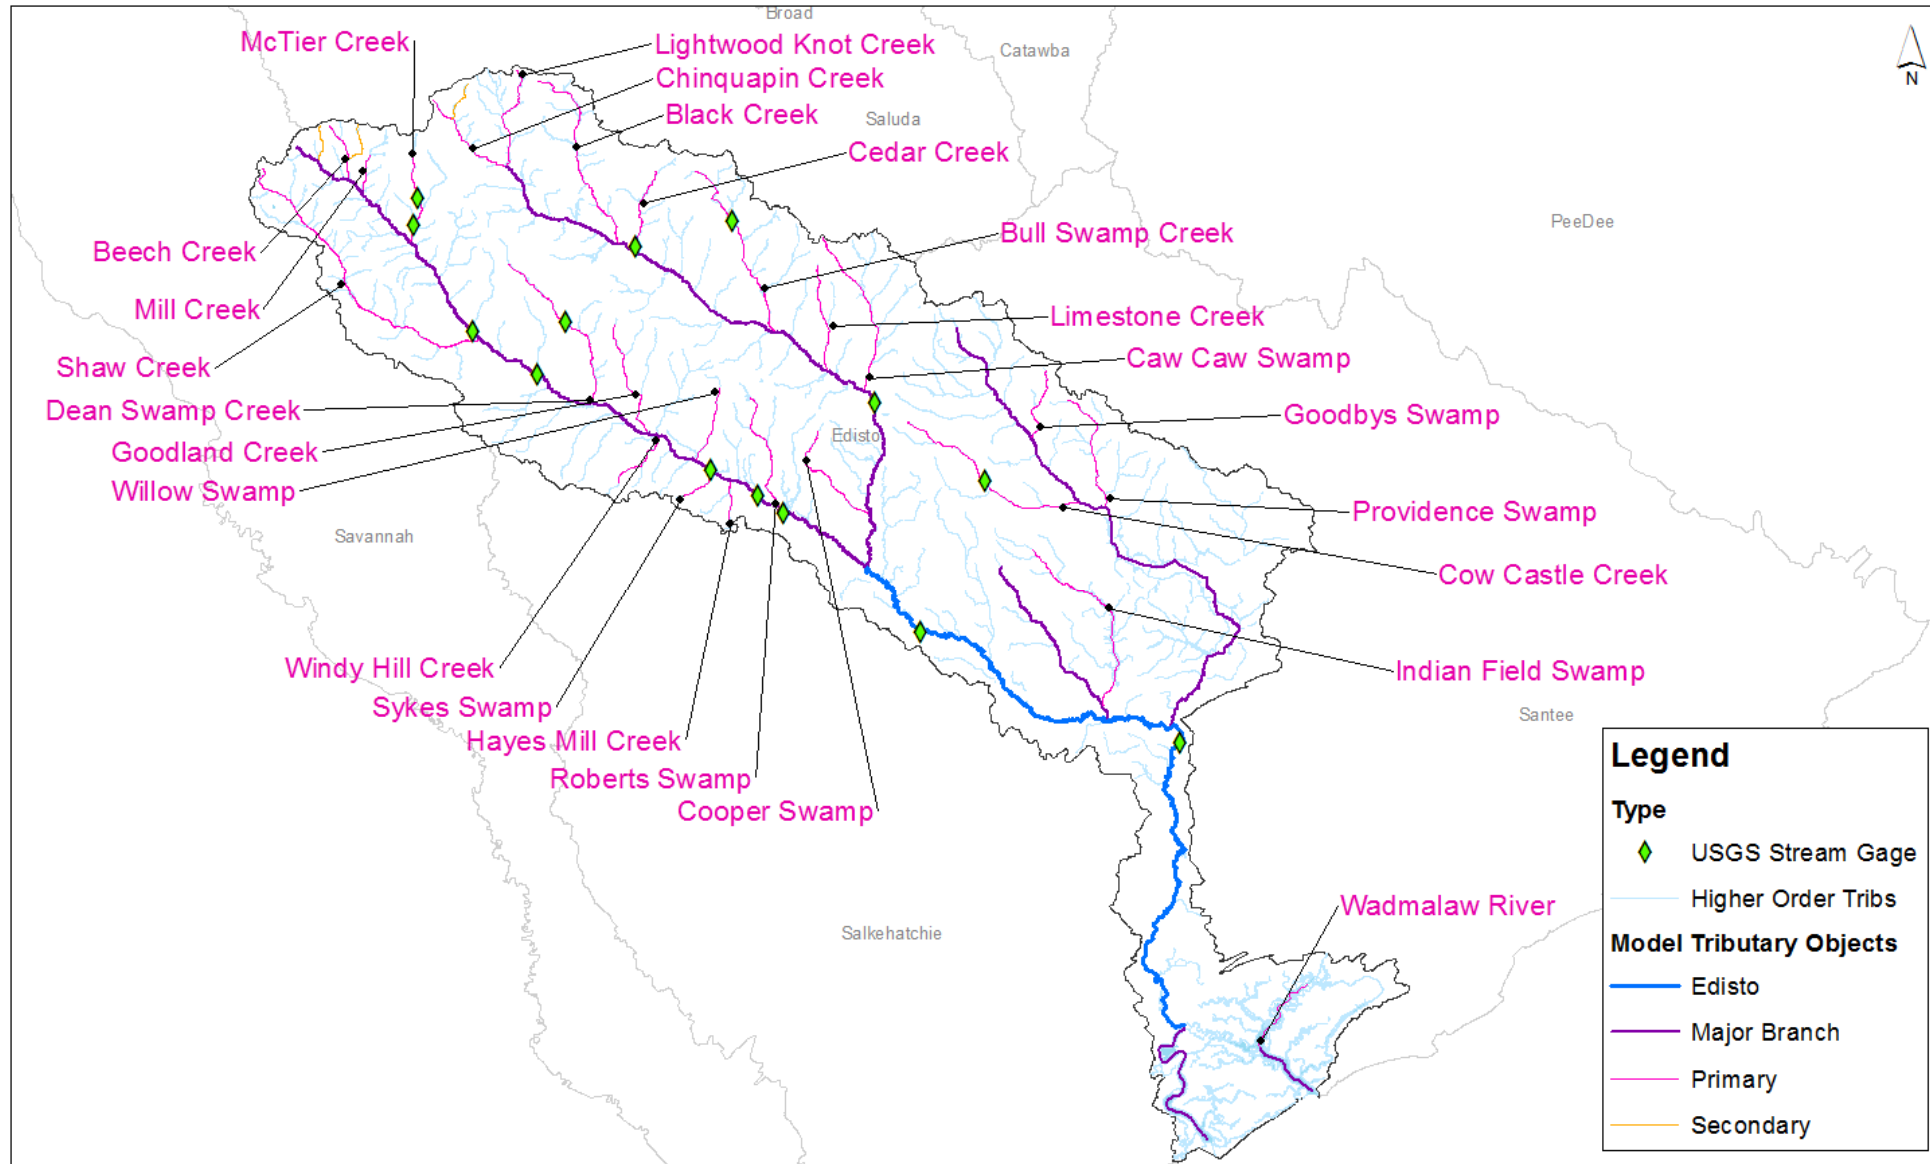 Broad
McTier Creek
Lightwood Knot Creek
Catawba
Chinquapin Creek
N
Black Creek
Saluda
Cedar Creek
PeeDee
Bull Swamp Creek
Beech Creek
Mill Creek
Limestone Creek
Caw Caw Swamp
Shaw Creek
Dean Swamp Creek
Goodbys Swamp
Edisto
Goodland Creek
Willow Swamp
Providence Swamp
Savannah
Cow Castle Creek
Windy Hill Creek
Indian Field Swamp
Sykes Swamp
Santee
Hayes Mill Creek
Roberts Swamp
Cooper Swamp
Wadmalaw River
Salkehatchie
Legend
Type
USGS Stream Gage
Higher Order Tribs
Model Tributary Objects
Edisto
Major Branch
Primary
Secondary